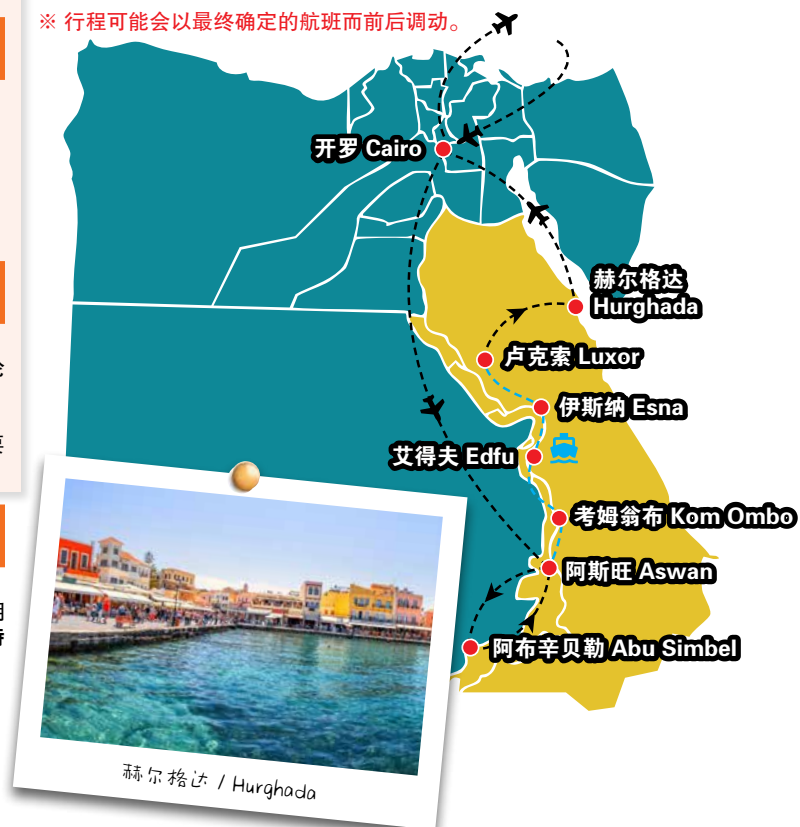 ※ 行程可能会以最终确定的航班而前后调动。
开罗 Cairo
赫尔格达
Hurghada
卢克索 Luxor
伊斯纳 Esna
艾得夫 Edfu
考姆翁布 Kom Ombo
阿斯旺 Aswan
阿布辛贝勒 Abu Simbel
赫尔格达 / Hurghada